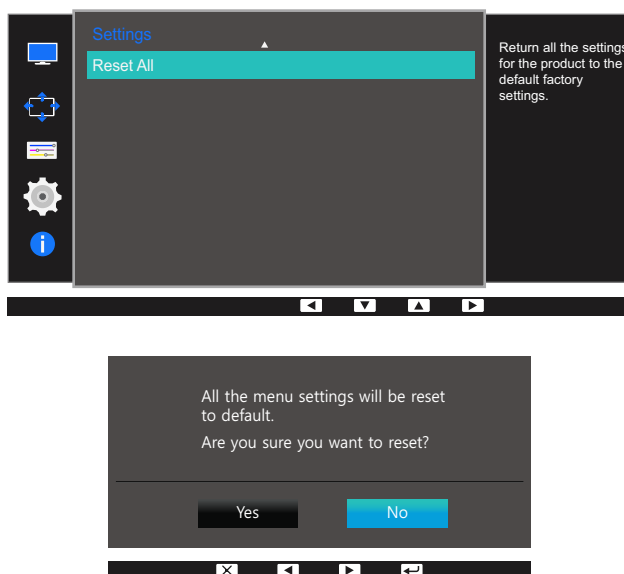 Settings
Reset All
Return all the settings
for the product to the
default factory
settings.
All the menu settings will be reset
to default.
Are you sure you want to reset?
Yes
No